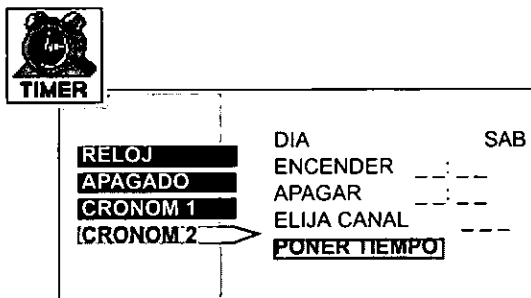 TIMER
RELOJ
APAGADO
CRONOM 1
CRONOM 2
DIA SAB
ENCENDER _ _:_ _
APAGAR _ _:_ _
ELIJA CANAL _ _ _
PONER TIEMPO